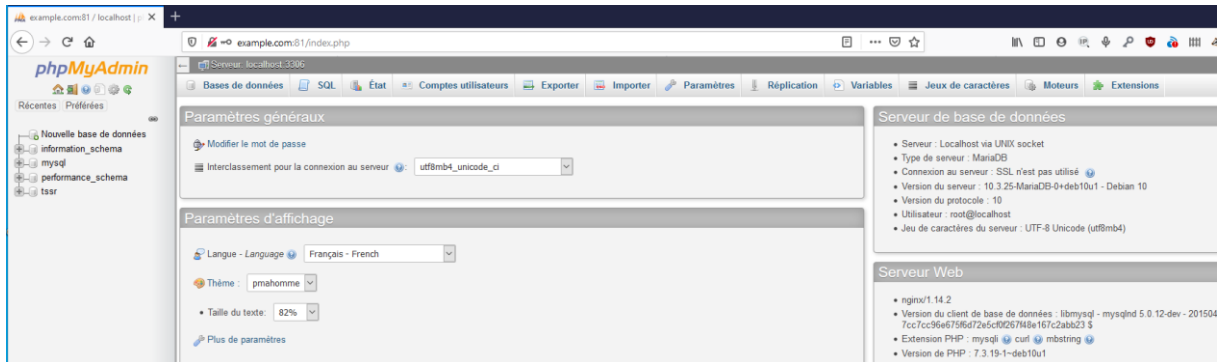 example.com:81 / localhost | p
example.com:81/index.php
phpMyAdmin
Récentes Préférées
Nouvelle base de données
information_schema
mysql
performance_schema
tssr
Serveur: localhost:3306
Bases de données SQL État Comptes utilisateurs Exporter Importer Paramètres Réplication Variables Jeux de caractères Moteurs Extensions
Paramètres généraux
Modifier le mot de passe
Interclassement pour la connexion au serveur : utf8mb4_unicode_ci
Paramètres d'affichage
Langue - Language Français - French
Thème : pmahomme
• Taille du texte: 82%
Plus de paramètres
Serveur de base de données
• Serveur : Localhost via UNIX socket
• Type de serveur : MariaDB
• Connexion au serveur : SSL n'est pas utilisé
• Version du serveur : 10.3.25-MariaDB-0+deb10u1 - Debian 10
• Version du protocole : 10
• Utilisateur : root@localhost
• Jeu de caractères du serveur : UTF-8 Unicode (utf8mb4)
Serveur Web
• nginx/1.14.2
• Version du client de base de données : libmysql - mysqlnd 5.0.12-dev - 201504
7cc7cc96e675f6d72e5cf0f267f48e167c2abb23 $
• Extension PHP : mysqli curl mbstring
• Version de PHP : 7.3.19-1~deb10u1